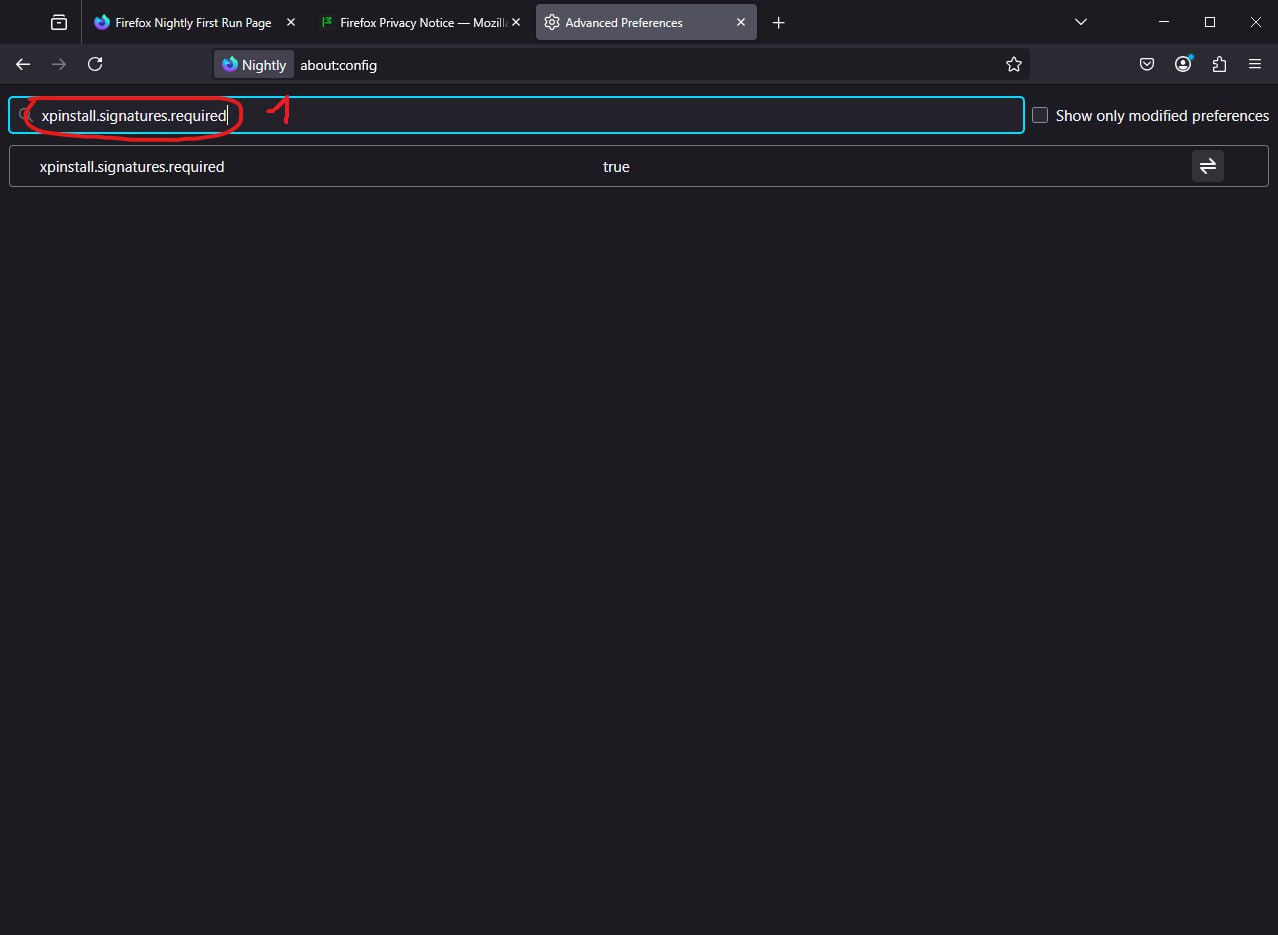 Firefox Nightly First Run Page
Firefox Privacy Notice — Mozill
Advanced Preferences
Nightly
about:config
xpinstall.signatures.required
1
Show only modified preferences
xpinstall.signatures.required
true